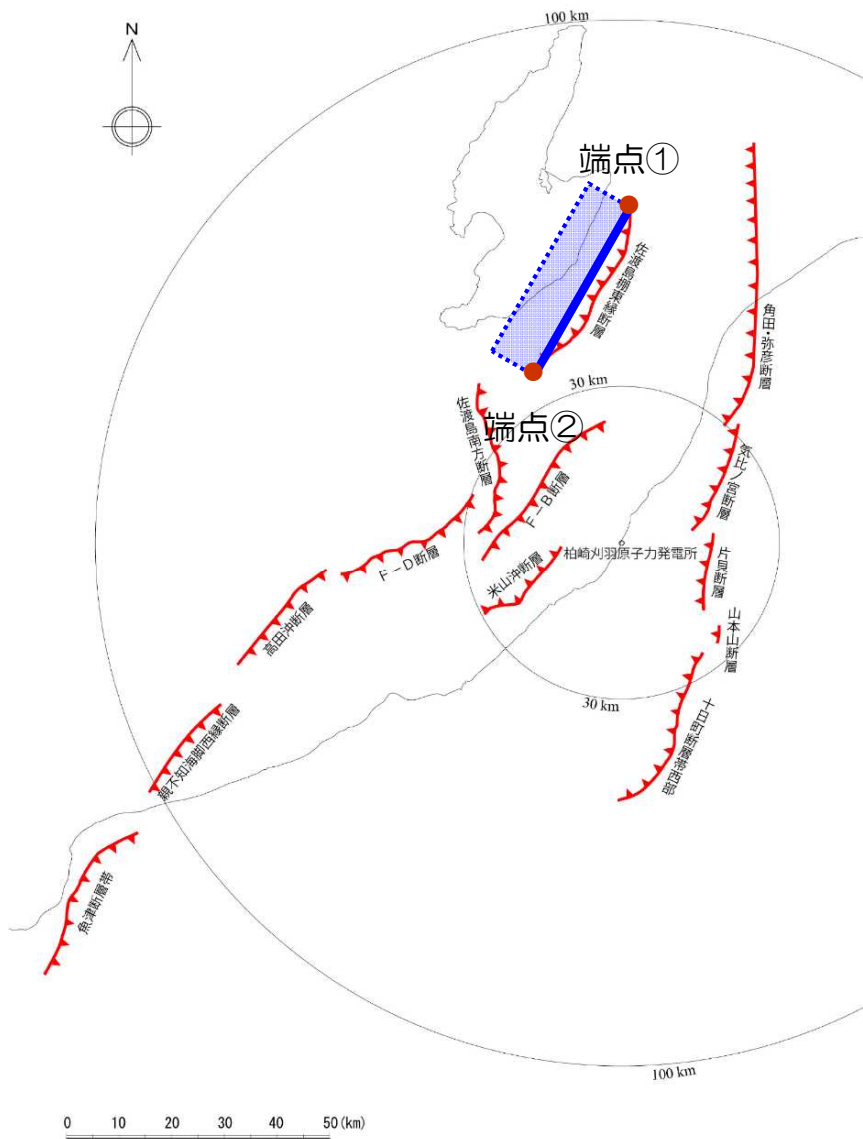 100 km
N
端点①
佐渡島棚東縁断層
角田・弥彦断層
30 km
佐渡島南方断層
端点②
気比ノ宮断層
F－B断層
柏崎刈羽原子力発電所
片貝断層
F－D断層
米山沖断層
山本山断層
高田沖断層
30 km
十日町断層帯西部
親不知海脚西縁断層
魚津断層帯
100 km
0 10 20 30 40 50(km)